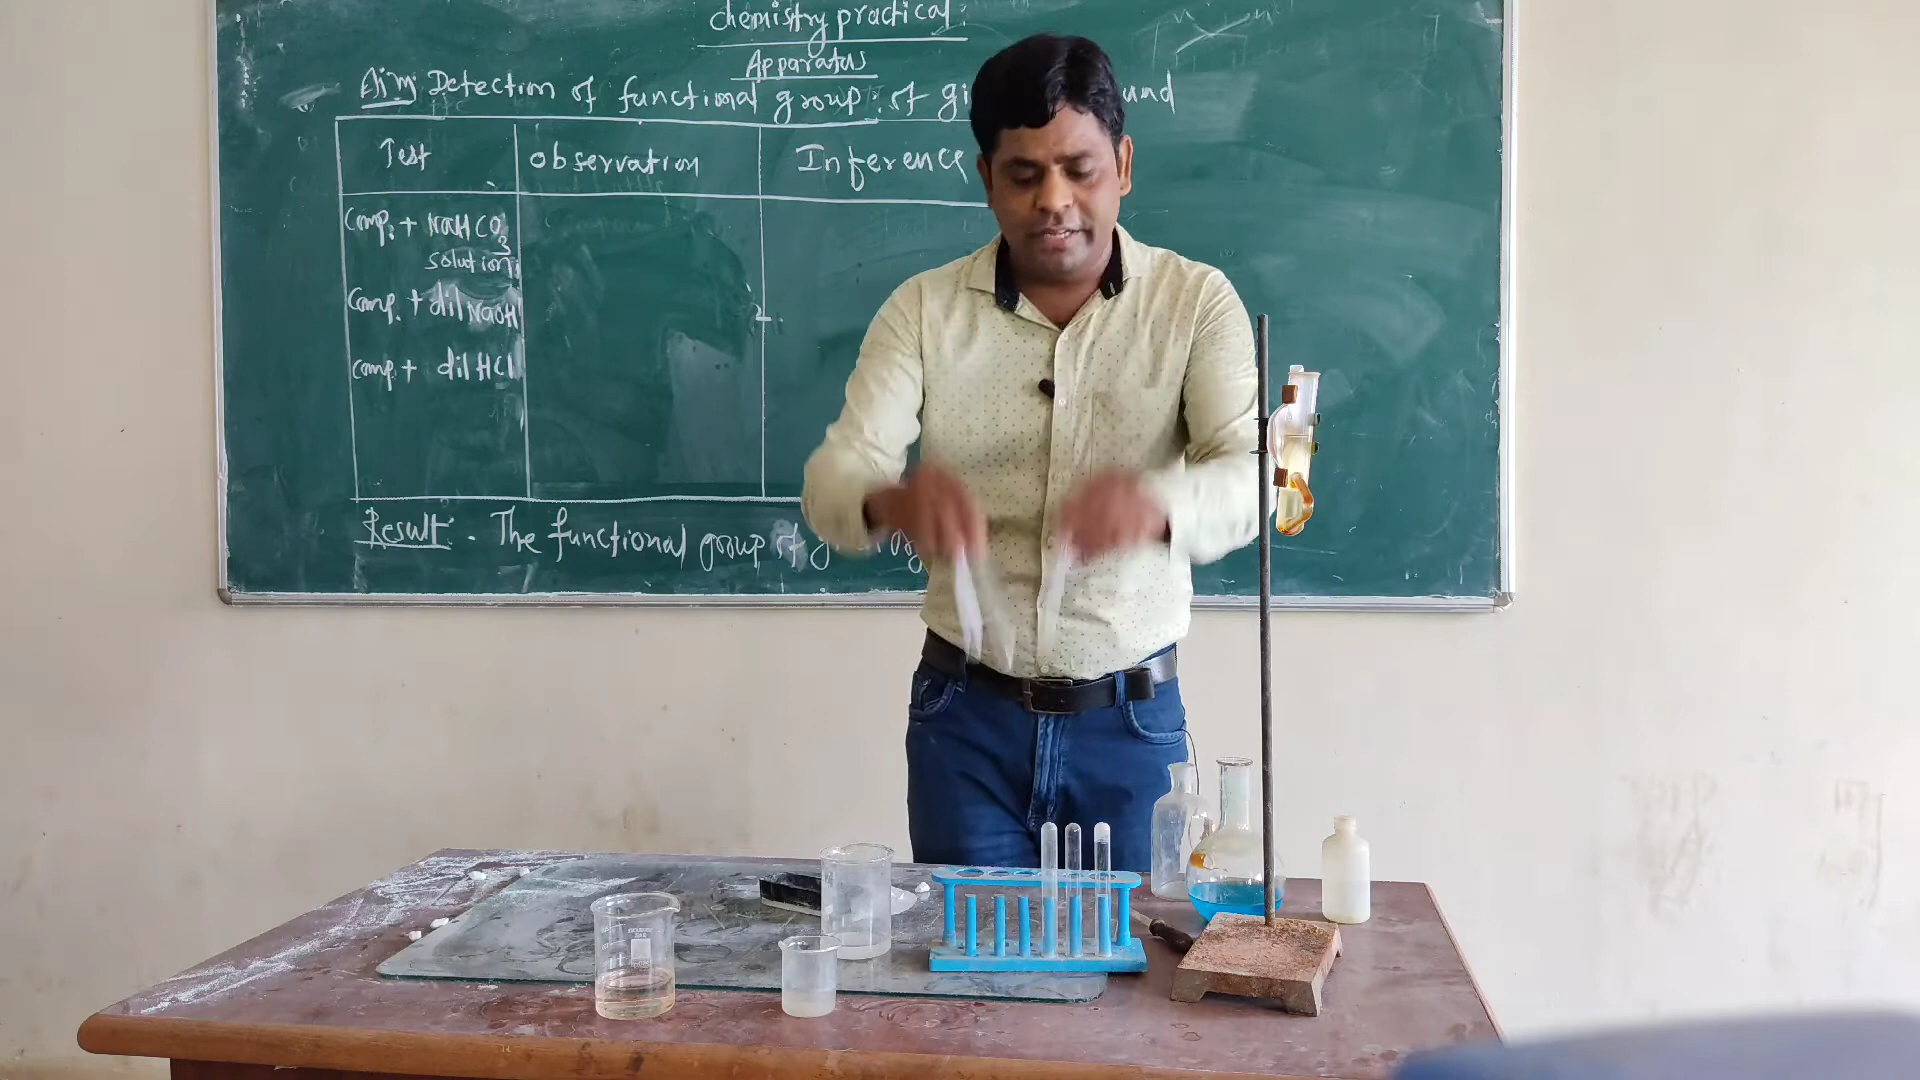 chemistry practical:
Apparatus
Aim: Detection of functional group: of gi und
Test
observation
Inference
Comp. + NaHCO3
solution
Comp. + dil NaOH
comp + dil HCl
Result: - The functional group of